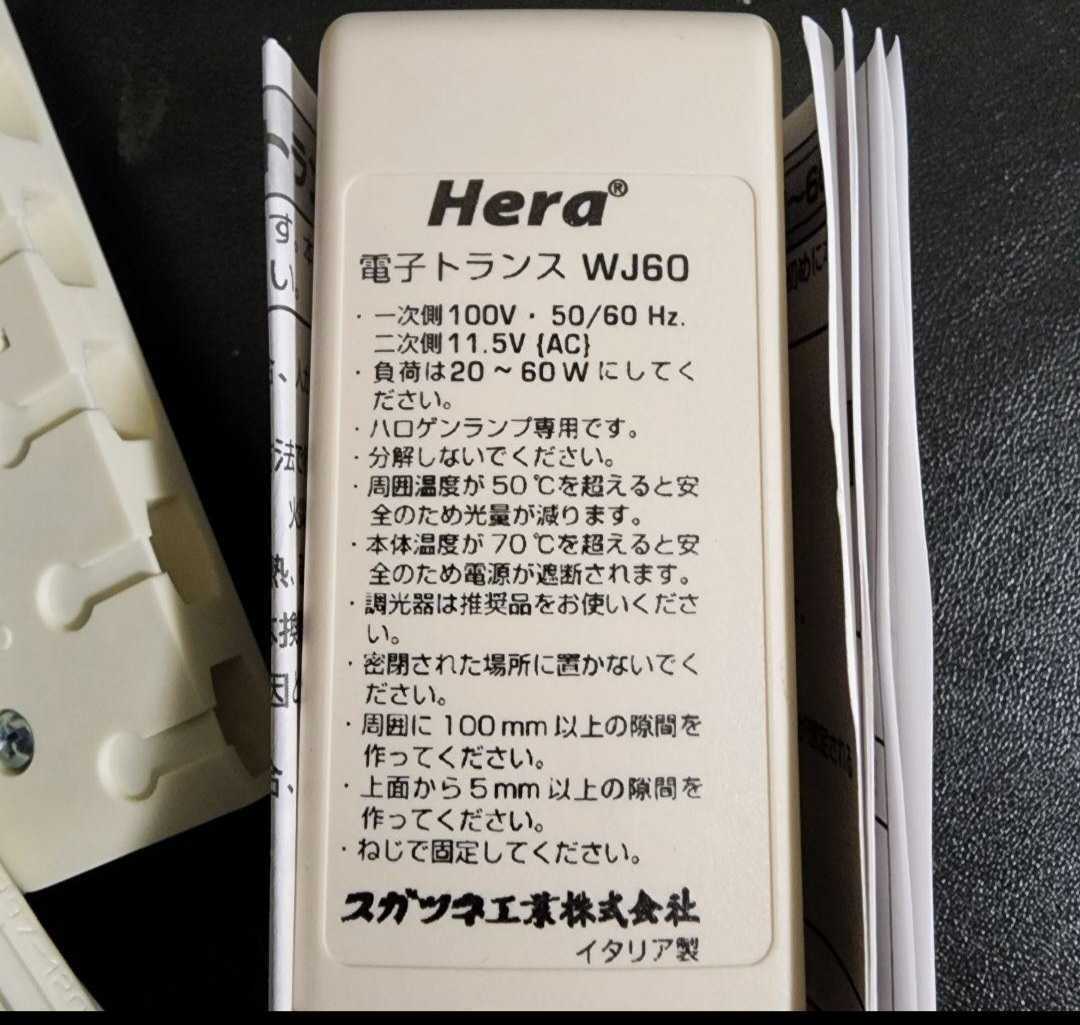 Hera®
電子トランス WJ60
・一次側100V・50/60 Hz.
二次側11.5V {AC}
・負荷は20～60Wにしてく
ださい。
・ハロゲンランプ専用です。
・分解しないでください。
・周囲温度が50℃を超えると安
全のため光量が減ります。
・本体温度が70℃を超えると安
全のため電源が遮断されます。
・調光器は推奨品をお使いくださ
い。
・密閉された場所に置かないでく
ださい。
・周囲に100mm以上の隙間を
作ってください。
・上面から5mm以上の隙間を
作ってください。
・ねじで固定してください。
スガツネ工業株式会社
イタリア製
す。
い。